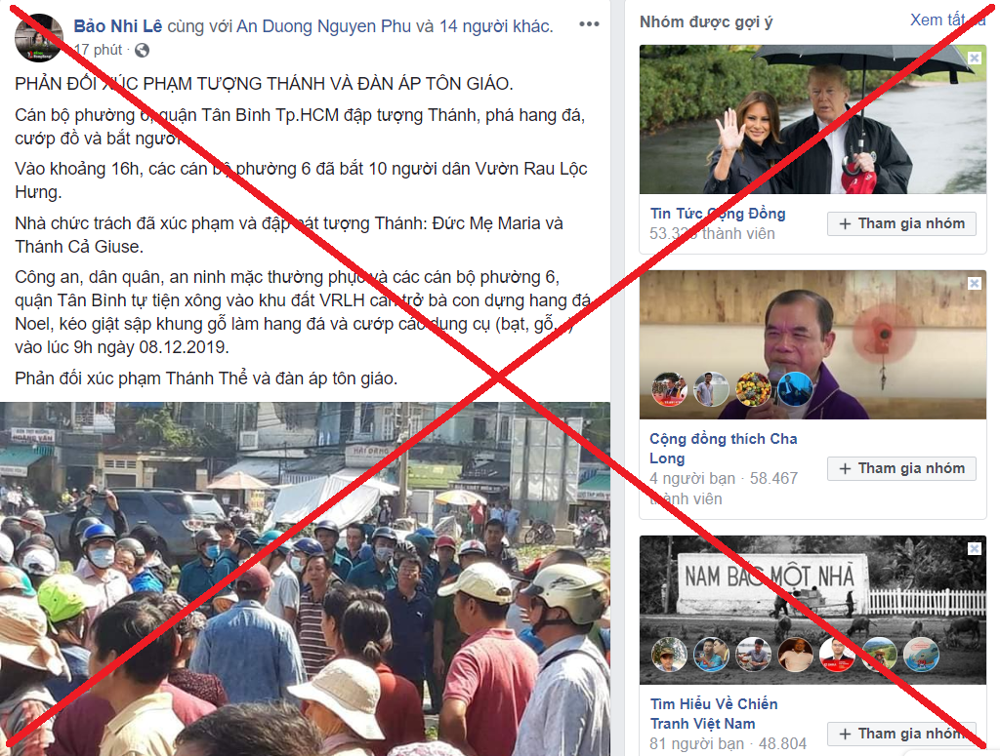 Bảo Nhi Lê cùng với An Duong Nguyen Phu và 14 người khác.
17 phút ·
PHẢN ĐỐI XÚC PHẠM TƯỢNG THÁNH VÀ ĐÀN ÁP TÔN GIÁO.
Cán bộ phường 6, quận Tân Bình Tp.HCM đập tượng Thánh, phá hang đá,
cướp đồ và bắt người.
Vào khoảng 16h, các cán bộ phường 6 đã bắt 10 người dân Vườn Rau Lộc
Hưng.
Nhà chức trách đã xúc phạm và đập nát tượng Thánh: Đức Mẹ Maria và
Thánh Cả Giuse.
Công an, dân quân, an ninh mặc thường phục và các cán bộ phường 6,
quận Tân Bình tự tiện xông vào khu đất VRLH cản trở bà con dựng hang đá
Noel, kéo giật sập khung gỗ làm hang đá và cướp các dụng cụ (bạt, gỗ,
vào lúc 9h ngày 08.12.2019.
Phản đối xúc phạm Thánh Thể và đàn áp tôn giáo.
HOÀNG VÂN
HẢI ĐĂNG
Nhóm được gợi ý
Xem tất cả
Tin Tức Cộng Đồng
thành viên
+ Tham gia nhóm
Cộng đồng thích Cha
Long
4 người bạn · 58.467
thành viên
+ Tham gia nhóm
NAM BẮC MỘT NHÀ
Tìm Hiểu Về Chiến
Tranh Việt Nam
81 người bạn · 48.804
+ Tham gia nhóm